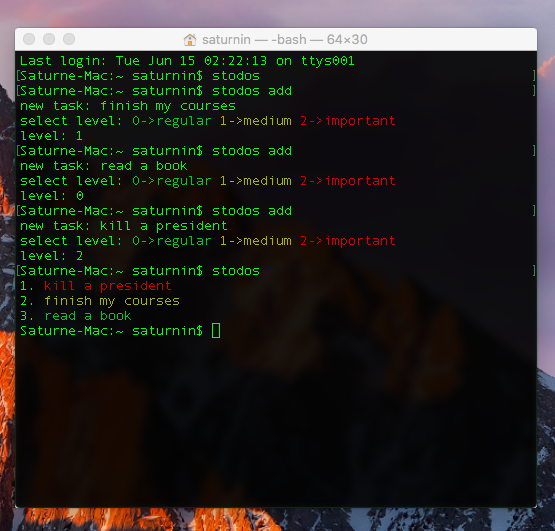 saturnin — -bash — 64×30
Last login: Tue Jun 15 02:22:13 on ttys001
[Saturne-Mac:~ saturnin$ stodos ]
[Saturne-Mac:~ saturnin$ stodos add ]
new task: finish my courses
select level: 0->regular 1->medium 2->important
level: 1
[Saturne-Mac:~ saturnin$ stodos add ]
new task: read a book
select level: 0->regular 1->medium 2->important
level: 0
[Saturne-Mac:~ saturnin$ stodos add ]
new task: kill a president
select level: 0->regular 1->medium 2->important
level: 2
[Saturne-Mac:~ saturnin$ stodos ]
1. kill a president
2. finish my courses
3. read a book
Saturne-Mac:~ saturnin$